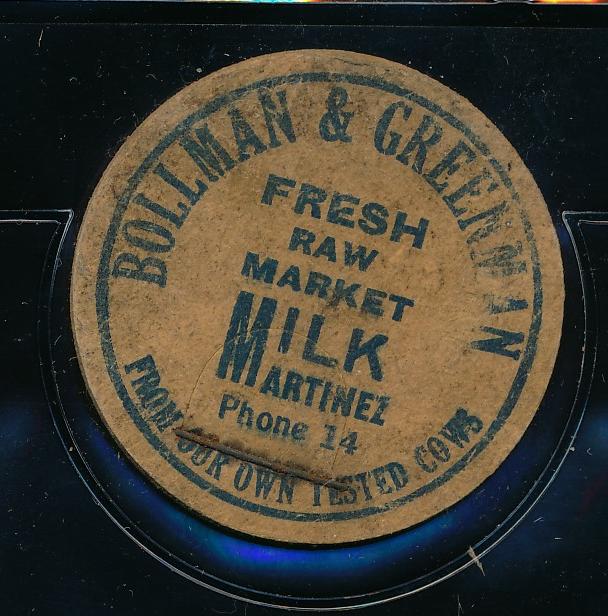 BOLLMAN & GREENMAN
FRESH
RAW
MARKET
MILK
MARTINEZ
Phone 14
FROM OUR OWN TESTED COWS